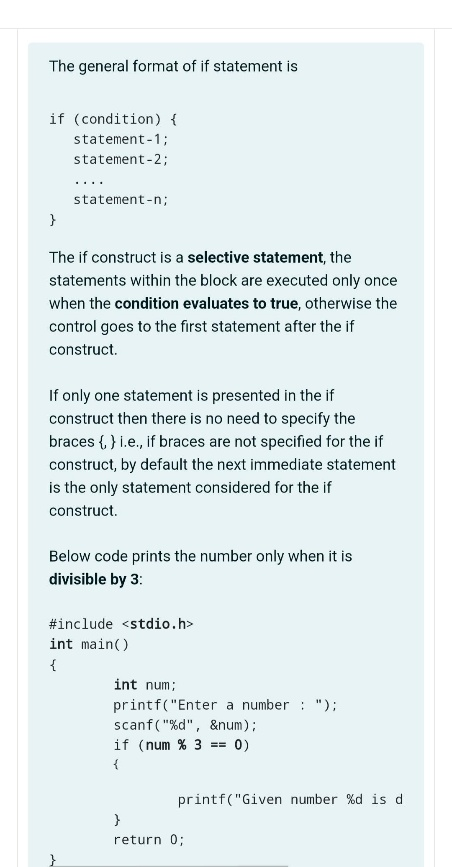 The general format of if statement is
if (condition) {
   statement-1;
   statement-2;
   ....
   statement-n;
}
The if construct is a selective statement, the
statements within the block are executed only once
when the condition evaluates to true, otherwise the
control goes to the first statement after the if
construct.
If only one statement is presented in the if
construct then there is no need to specify the
braces {, } i.e., if braces are not specified for the if
construct, by default the next immediate statement
is the only statement considered for the if
construct.
Below code prints the number only when it is
divisible by 3:
#include <stdio.h>
int main()
{
        int num;
        printf("Enter a number : ");
        scanf("%d", &num);
        if (num % 3 == 0)
        {
                printf("Given number %d is d
        }
        return 0;
}